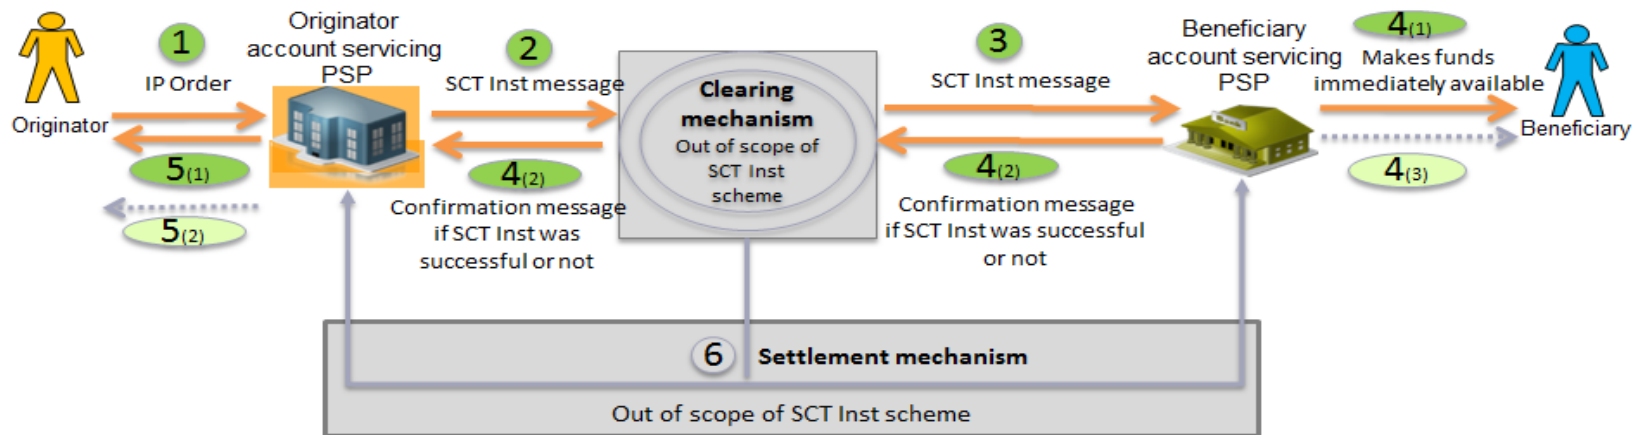 1
IP Order
Originator
5(1)
5(2)
Originator
account servicing
PSP
2
SCT Inst message
4(2)
Confirmation message
if SCT Inst was
successful or not
Clearing
mechanism
Out of scope of
SCT Inst
scheme
3
SCT Inst message
4(2)
Confirmation message
if SCT Inst was successful
or not
Beneficiary
account servicing
PSP
4(1)
Makes funds
immediately available
Beneficiary
4(3)
6 Settlement mechanism
Out of scope of SCT Inst scheme